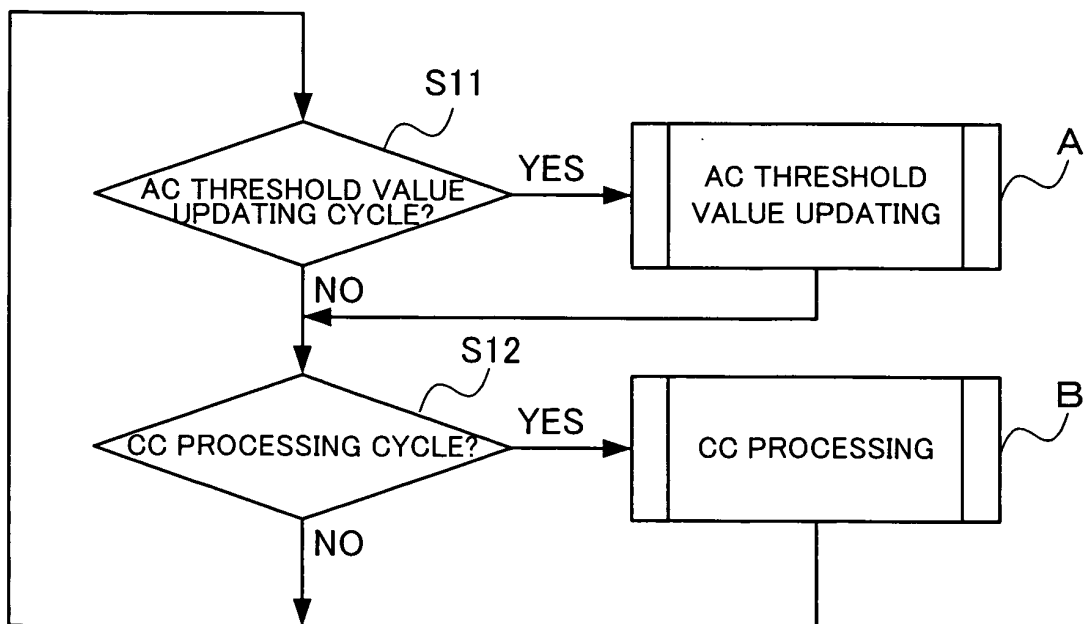 S11
AC THRESHOLD VALUE
UPDATING CYCLE?
YES
AC THRESHOLD
VALUE UPDATING
A
NO
S12
CC PROCESSING CYCLE?
YES
CC PROCESSING
B
NO